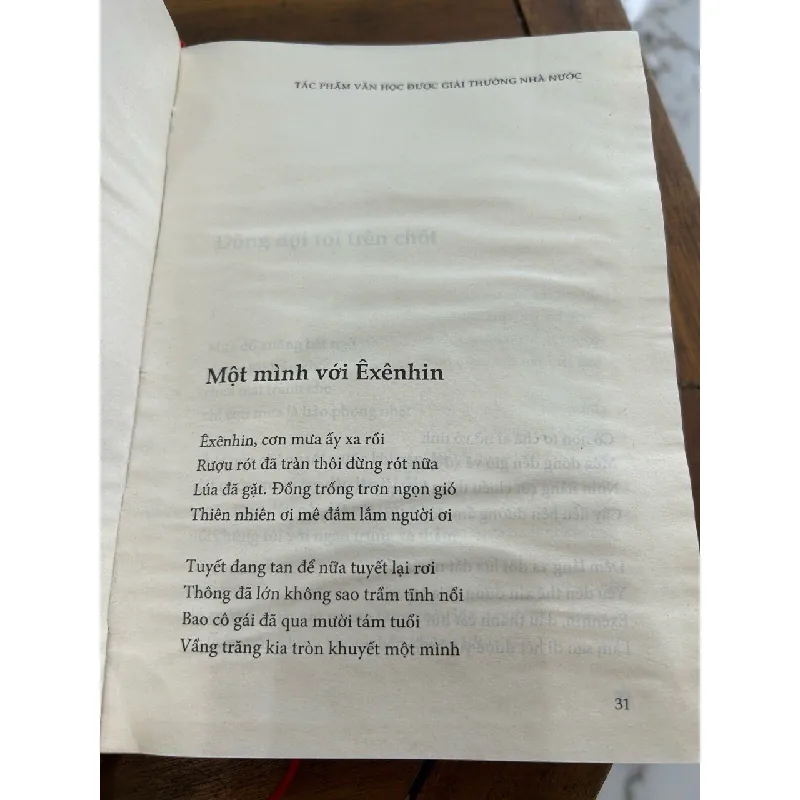 TÁC PHẨM VĂN HỌC ĐƯỢC GIẢI THƯỞNG NHÀ NƯỚC
Một mình với Êxênhin
Êxênhin, cơn mưa ấy xa rồi
Rượu rót đã tràn thôi đừng rót nữa
Lúa đã gặt. Đồng trống trơn ngọn gió
Thiên nhiên ơi mê đắm lắm người ơi
Tuyết đang tan để nữa tuyết lại rơi
Thông đã lớn không sao trầm tĩnh nổi
Bao cô gái đã qua mười tám tuổi
Vầng trăng kia tròn khuyết một mình
31